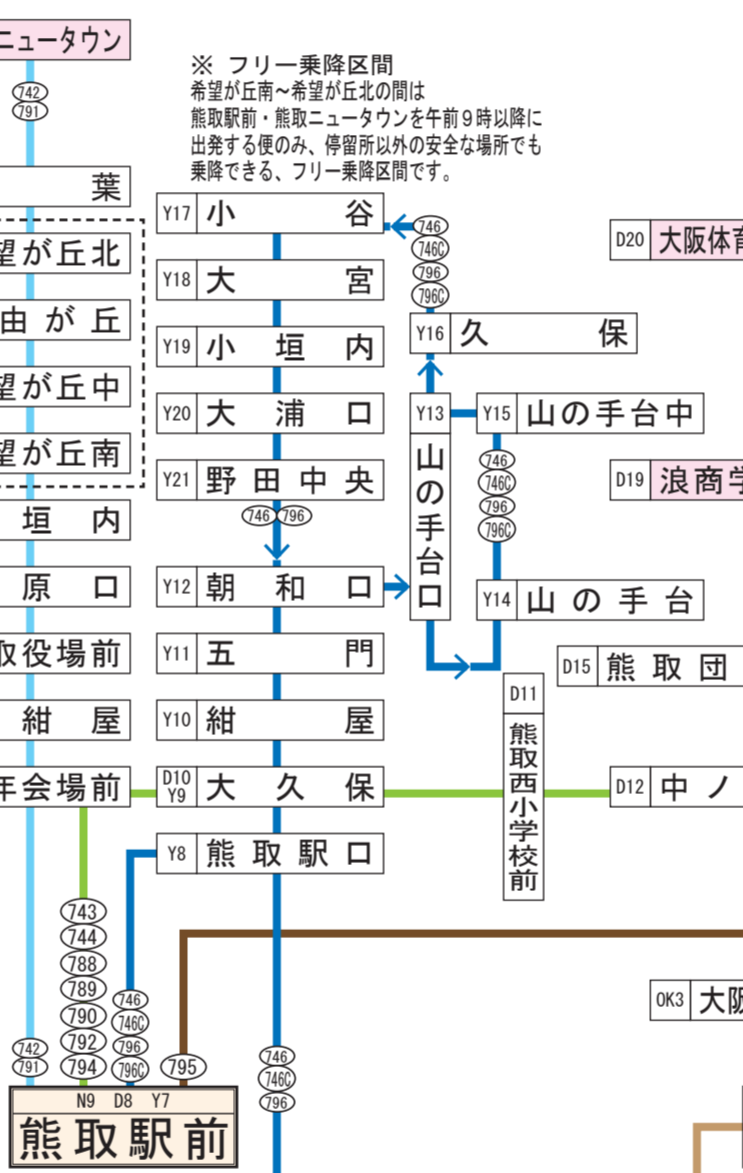 ニュータウン
742
791
※ フリー乗降区間
希望が丘南～希望が丘北の間は
熊取駅前・熊取ニュータウンを午前９時以降に
出発する便のみ、停留所以外の安全な場所でも
乗降できる、フリー乗降区間です。
葉
望が丘北
由が丘
望が丘中
望が丘南
垣内
原口
取役場前
紺屋
年会場前
Y17 小谷
Y18 大宮
Y19 小垣内
Y20 大浦口
Y21 野田中央
746 796
Y12 朝和口
Y11 五門
Y10 紺屋
D10 Y9 大久保
Y8 熊取駅口
746
746C
796
796C
Y16 久保
Y13 山の手台口
Y15 山の手台中
746
746C
796
796C
Y14 山の手台
D20 大阪体育
D19 浪商学
D15 熊取団
D11 熊取西小学校前
D12 中ノ
OK3 大阪
742
791
743
744
788
789
790
792
794
746
746C
796
796C
795
746
746C
796
N9 D8 Y7
熊取駅前